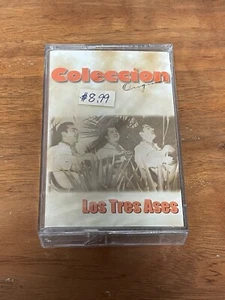 Coleccion
$8.99
Los Tres Ases